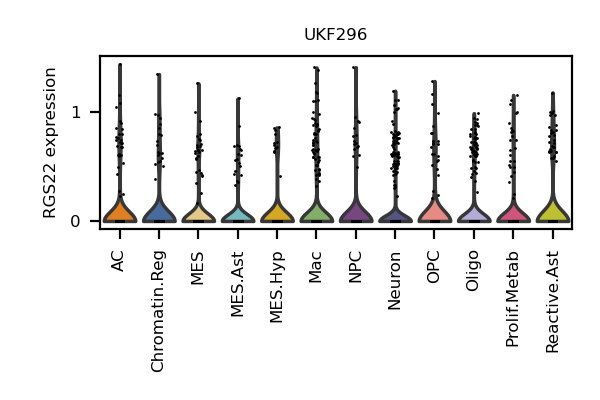 UKF296
RGS22 expression
1
0
AC
Chromatin.Reg
MES
MES.Ast
MES.Hyp
Mac
NPC
Neuron
OPC
Oligo
Prolif.Metab
Reactive.Ast